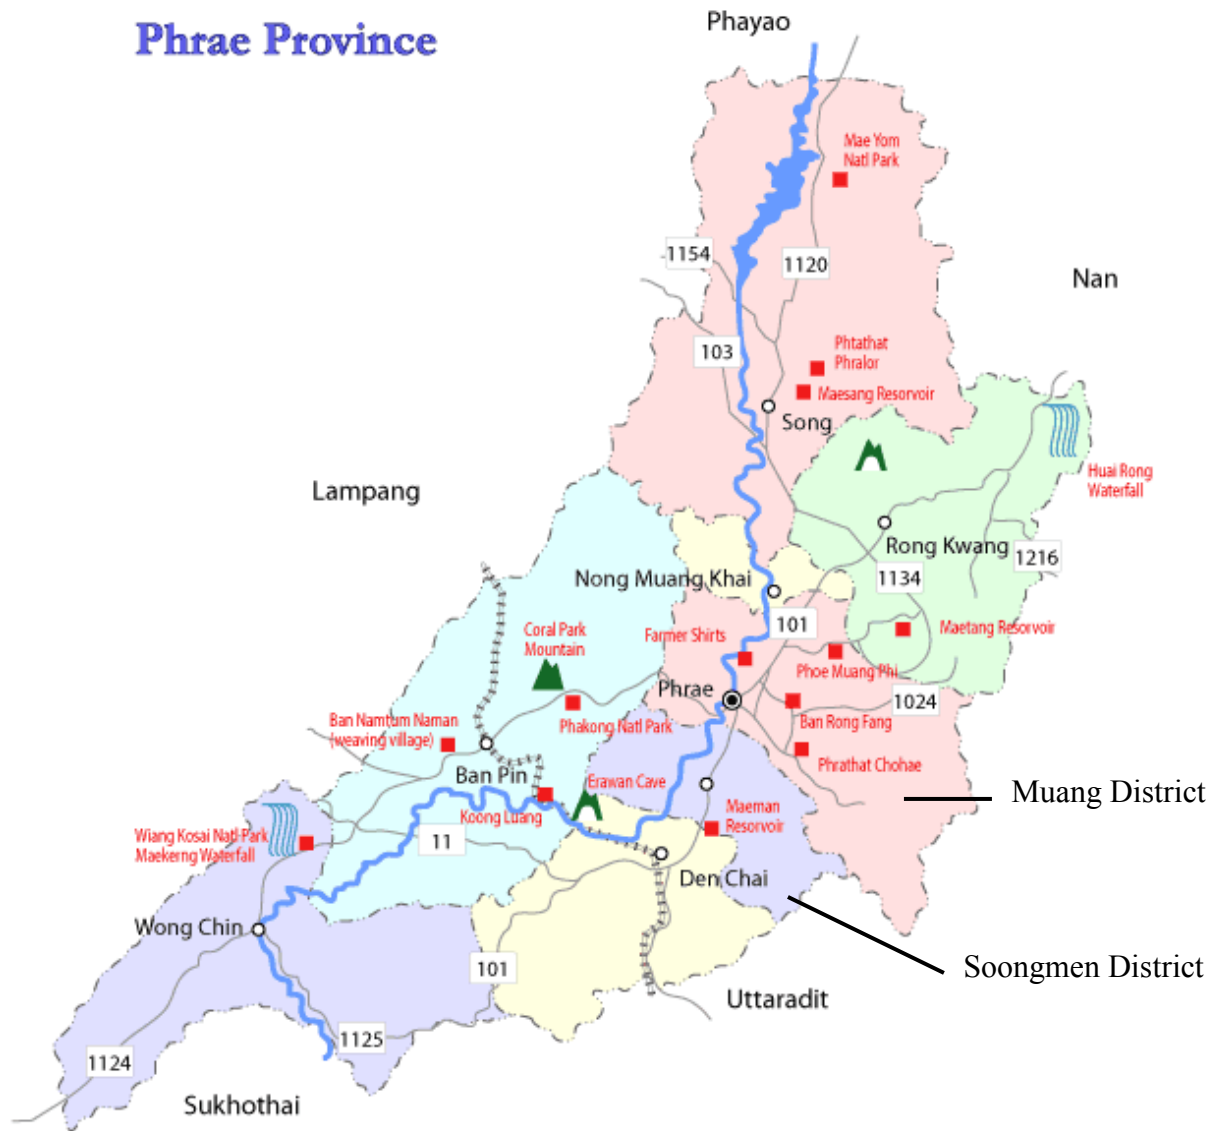 Phrae Province
Phayao
Mae Yom
Natl Park
1154
1120
Nan
103
Phtathat
Phralor
Maesang Resorvoir
Song
Huai Rong
Waterfall
Lampang
Rong Kwang
1216
Nong Muang Khai
1134
101
Coral Park
Mountain
Farmer Shirts
Maetang Resorvoir
Phoe Muang Phi
Phrae
1024
Ban Namtum Naman
(weaving village)
Phakong Natl Park
Ban Rong Fang
Phrathat Chohae
Ban Pin
Erawan Cave
Muang District
Koong Luang
Maeman
Resorvoir
Wiang Kosai Natl-Park
Maekerng Waterfall
11
Den Chai
Wong Chin
101
Soongmen District
Uttaradit
1125
1124
Sukhothai